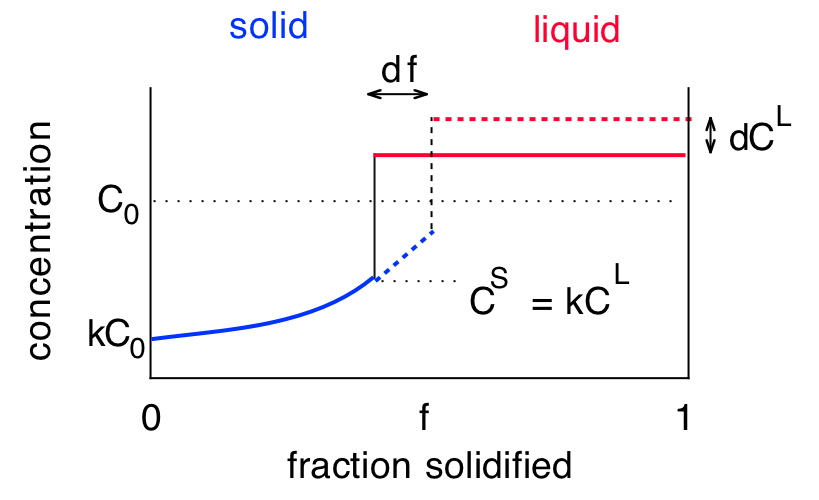 solid
liquid
df
dC^L
C_0
C^S = kC^L
kC_0
concentration
0
f
1
fraction solidified